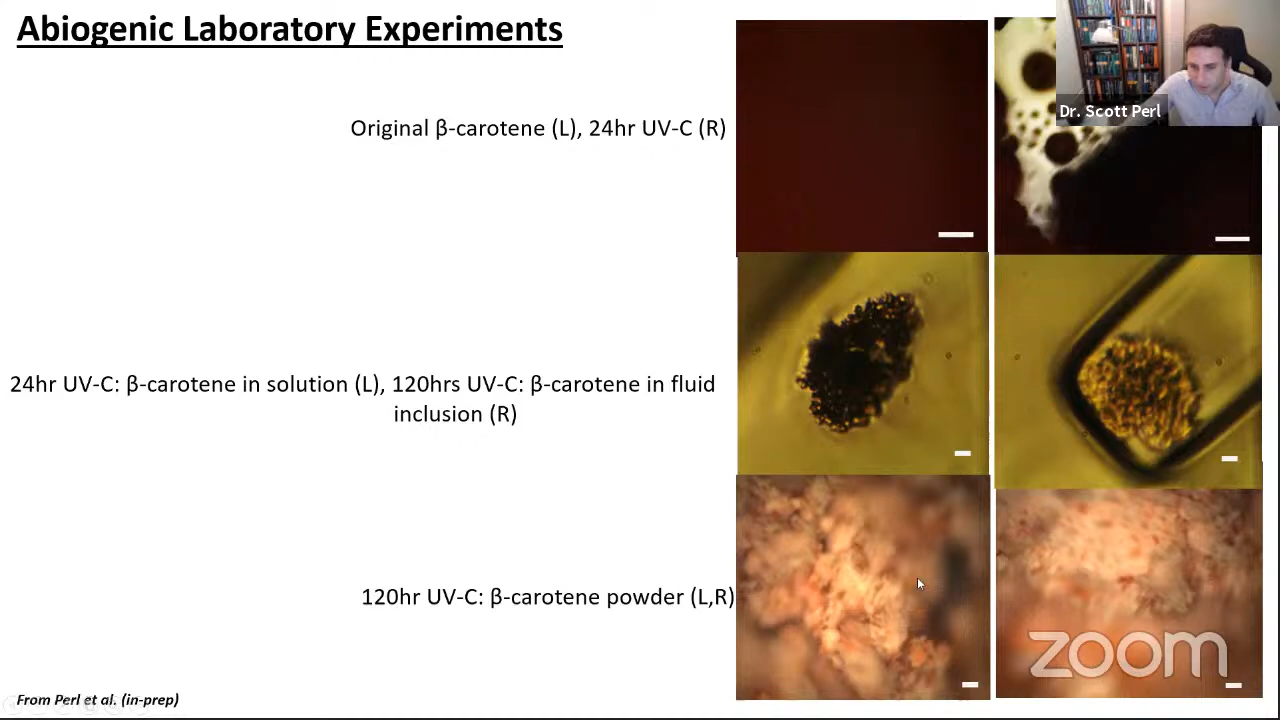 Abiogenic Laboratory Experiments
Dr. Scott Perl
Original β-carotene (L), 24hr UV-C (R)
24hr UV-C: β-carotene in solution (L), 120hrs UV-C: β-carotene in fluid
inclusion (R)
120hr UV-C: β-carotene powder (L,R)
zoom
From Perl et al. (in-prep)